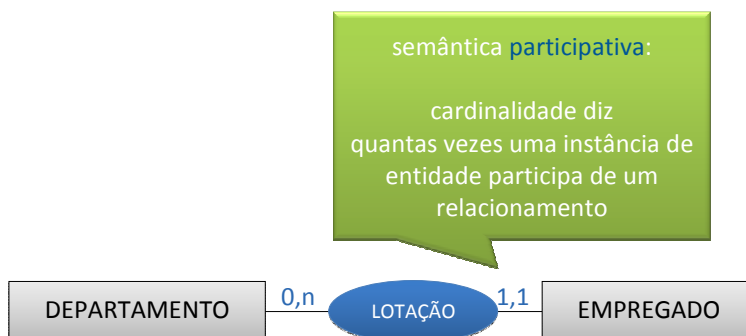 semântica participativa:
cardinalidade diz
quantas vezes uma instância de
entidade participa de um
relacionamento
DEPARTAMENTO 0,n LOTAÇÃO 1,1 EMPREGADO